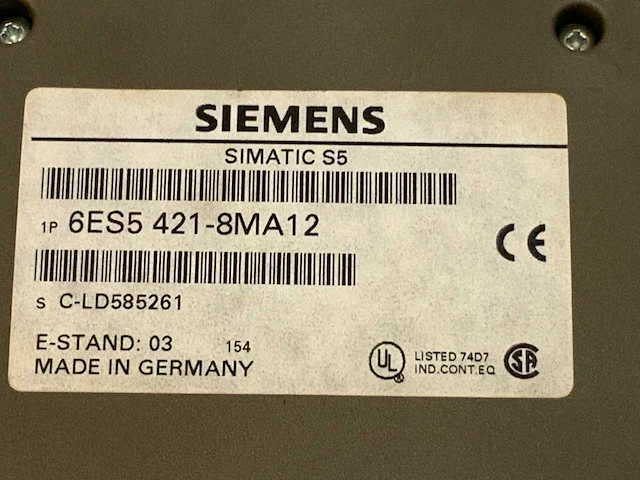 SIEMENS
SIMATIC S5
1P 6ES5 421-8MA12
CE
S C-LD585261
E-STAND: 03 154
MADE IN GERMANY
UL
LISTED 74D7
IND.CONT.EQ
SA